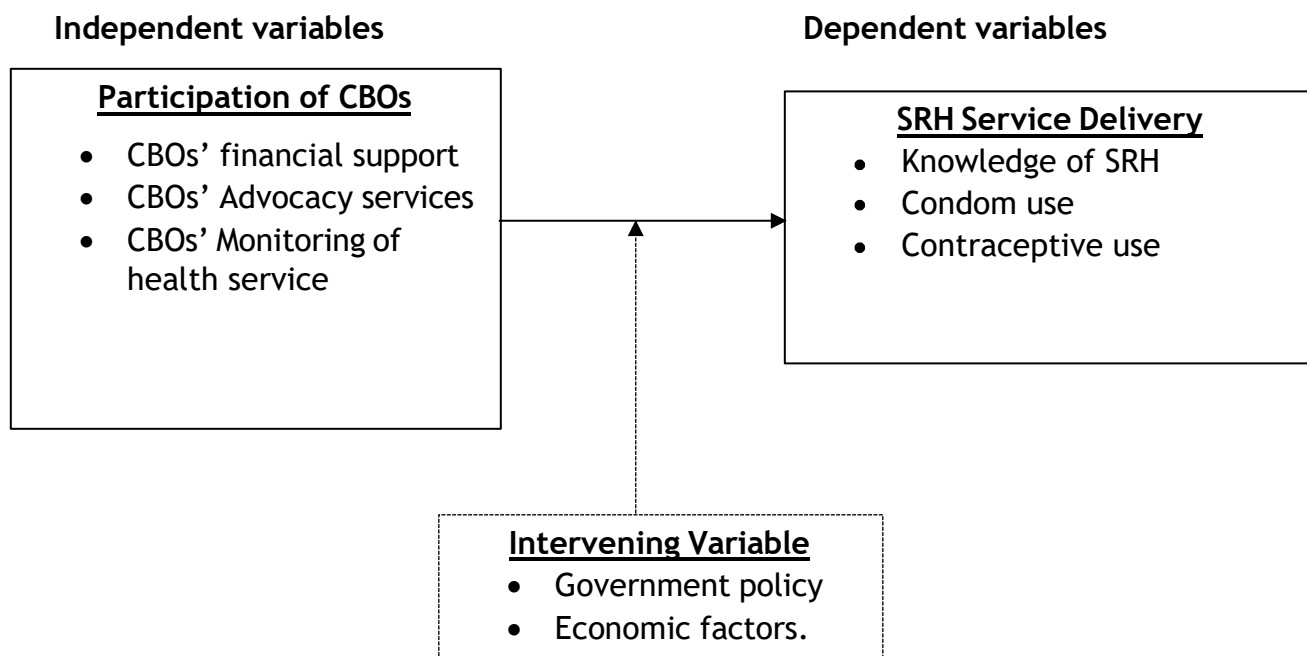 Independent variables
Dependent variables
Participation of CBOs
• CBOs’ financial support
• CBOs’ Advocacy services
• CBOs’ Monitoring of
health service
SRH Service Delivery
• Knowledge of SRH
• Condom use
• Contraceptive use
Intervening Variable
• Government policy
• Economic factors.